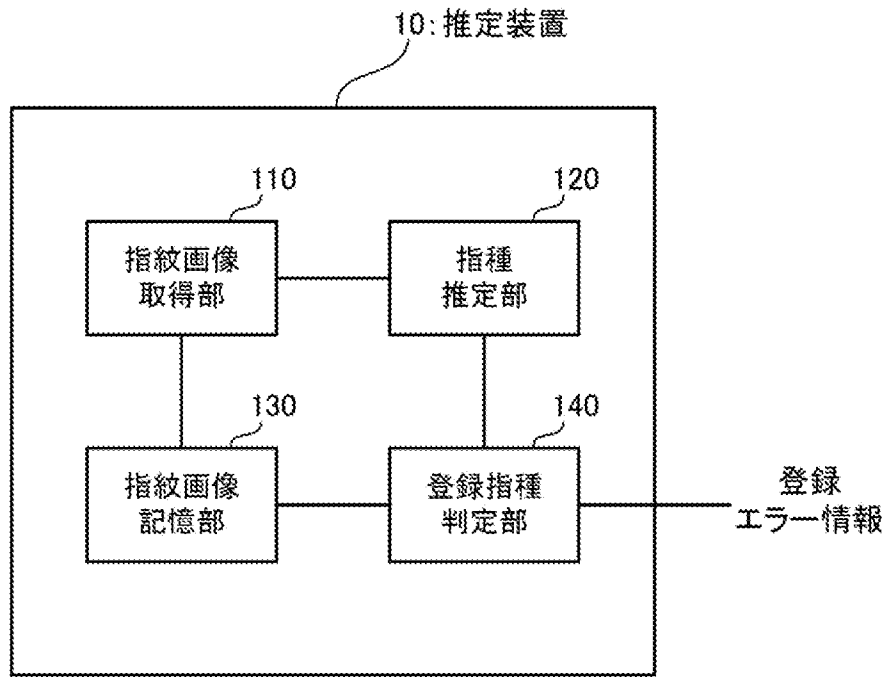 10:推定装置
110
120
指紋画像
取得部
指種
推定部
130
140
指紋画像
記憶部
登録指種
判定部
登録
エラー情報